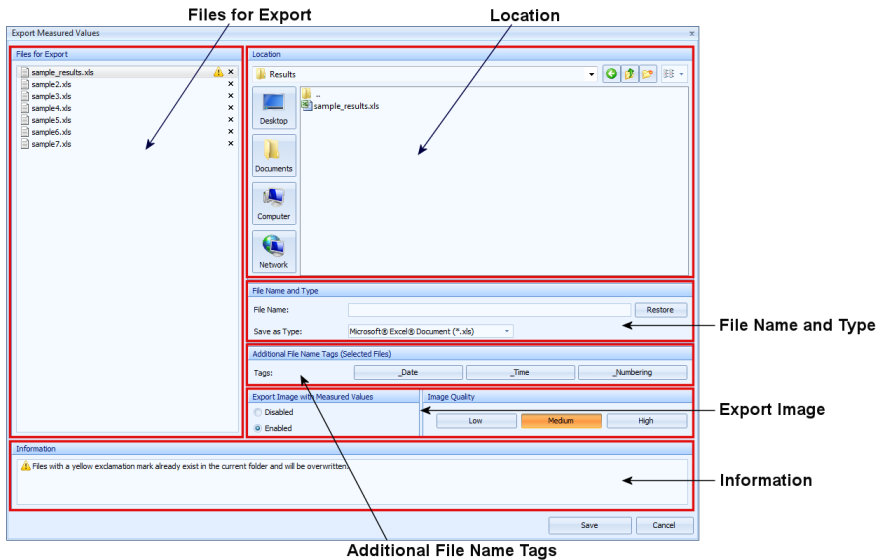 Files for Export
Location
Export Measured Values
Files for Export
sample_results.xls
sample2.xls
sample3.xls
sample4.xls
sample5.xls
sample6.xls
sample7.xls
Location
Results
..
sample_results.xls
Desktop
Documents
Computer
Network
File Name and Type
File Name:
Restore
Save as Type:
Microsoft® Excel® Document (*.xls)
File Name and Type
Additional File Name Tags (Selected Files)
Tags:
_Date
_Time
_Numbering
Export Image with Measured Values
Disabled
Enabled
Image Quality
Low
Medium
High
Export Image
Information
Files with a yellow exclamation mark already exist in the current folder and will be overwritten.
Information
Save
Cancel
Additional File Name Tags